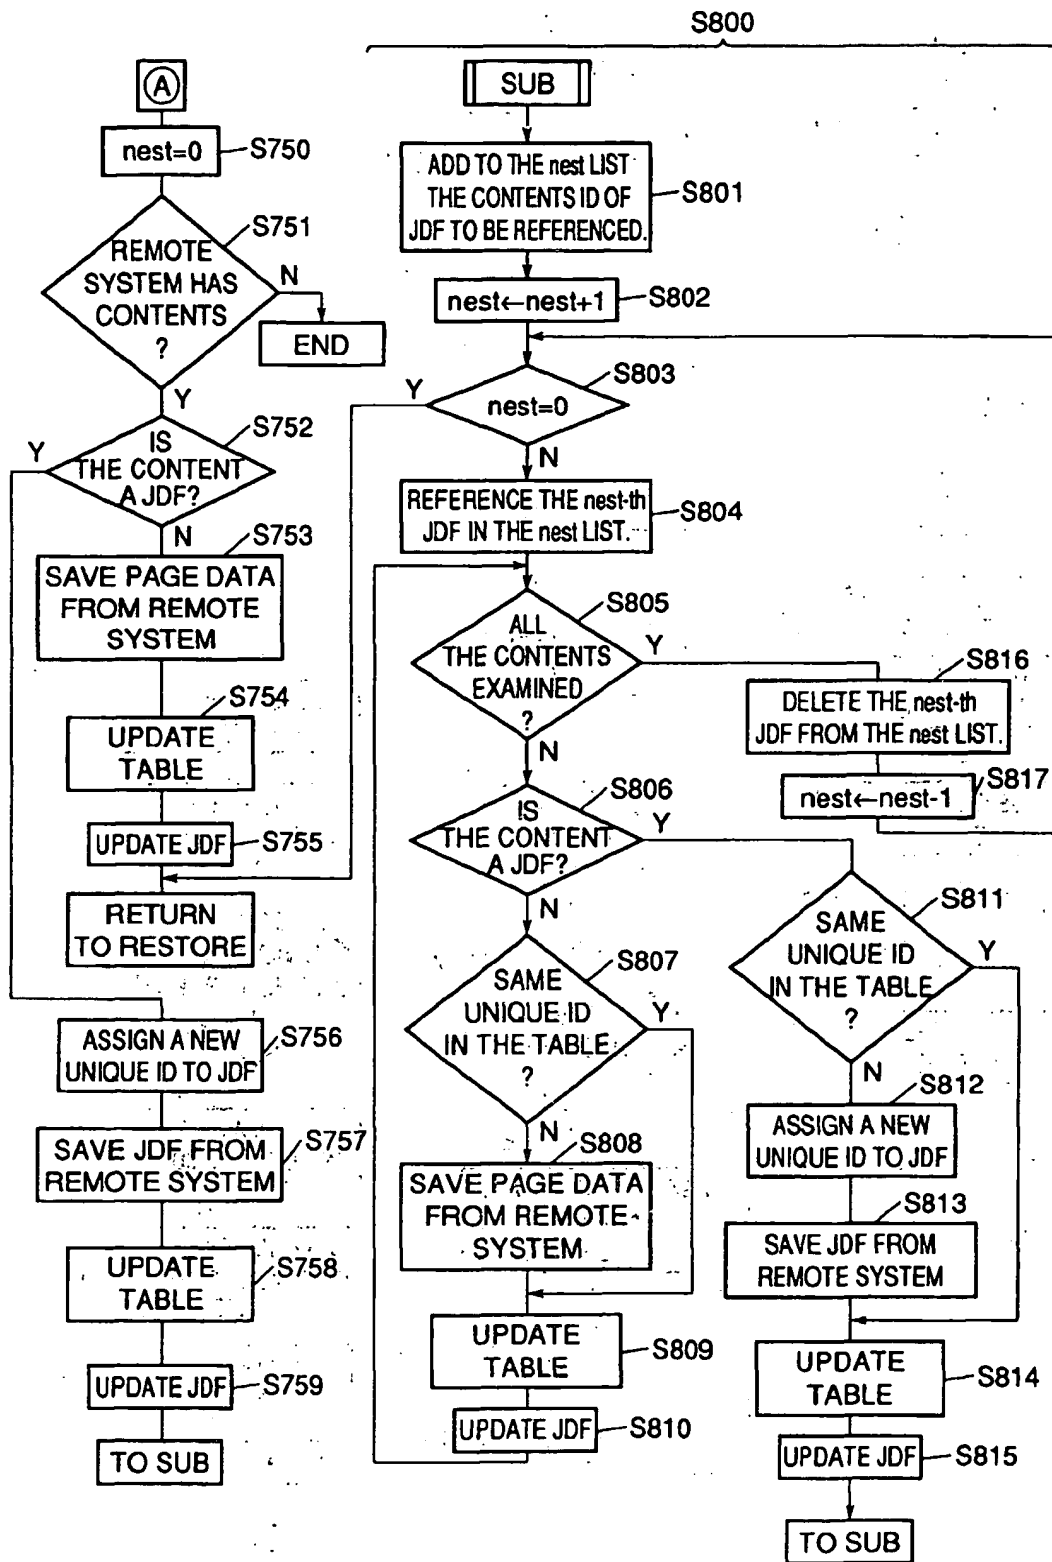 S800
A
nest=0
S750
REMOTE
SYSTEM HAS
CONTENTS
?
S751
N
END
Y
IS
THE CONTENT
A JDF?
S752
Y
N
S753
SAVE PAGE DATA
FROM REMOTE
SYSTEM
S754
UPDATE
TABLE
UPDATE JDF
S755
RETURN
TO RESTORE
ASSIGN A NEW
UNIQUE ID TO JDF
S756
SAVE JDF FROM
REMOTE SYSTEM
S757
UPDATE
TABLE
S758
UPDATE JDF
S759
TO SUB
SUB
ADD TO THE nest LIST
THE CONTENTS ID OF
JDF TO BE REFERENCED.
S801
nest←nest+1
S802
S803
Y
nest=0
N
REFERENCE THE nest-th
JDF IN THE nest LIST.
S804
S805
ALL
THE CONTENTS
EXAMINED
?
Y
N
S806
IS
THE CONTENT
A JDF?
Y
N
S807
SAME
UNIQUE ID
IN THE TABLE
?
Y
N
S808
SAVE PAGE DATA
FROM REMOTE
SYSTEM
UPDATE
TABLE
S809
UPDATE JDF
S810
S816
DELETE THE nest-th
JDF FROM THE nest LIST.
S817
nest←nest-1
S811
SAME
UNIQUE ID
IN THE TABLE
?
Y
N
S812
ASSIGN A NEW
UNIQUE ID TO JDF
S813
SAVE JDF FROM
REMOTE SYSTEM
UPDATE
TABLE
S814
UPDATE JDF
S815
TO SUB